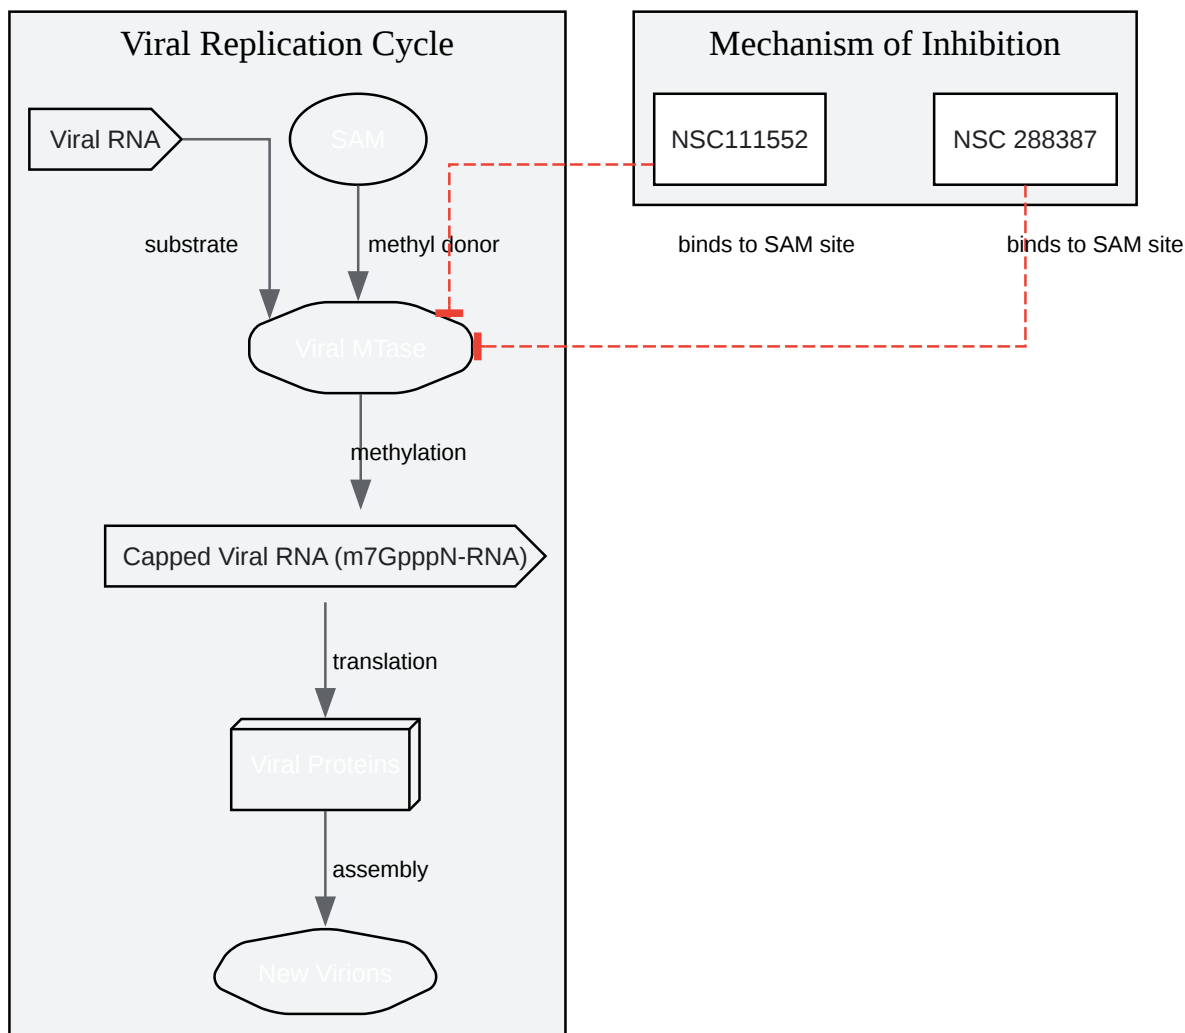 Viral Replication Cycle
Mechanism of Inhibition
Viral RNA
SAM
NSC111552
NSC 288387
substrate
methyl donor
binds to SAM site
binds to SAM site
Viral MTase
methylation
Capped Viral RNA (m7GpppN-RNA)
translation
Viral Proteins
assembly
New Virions